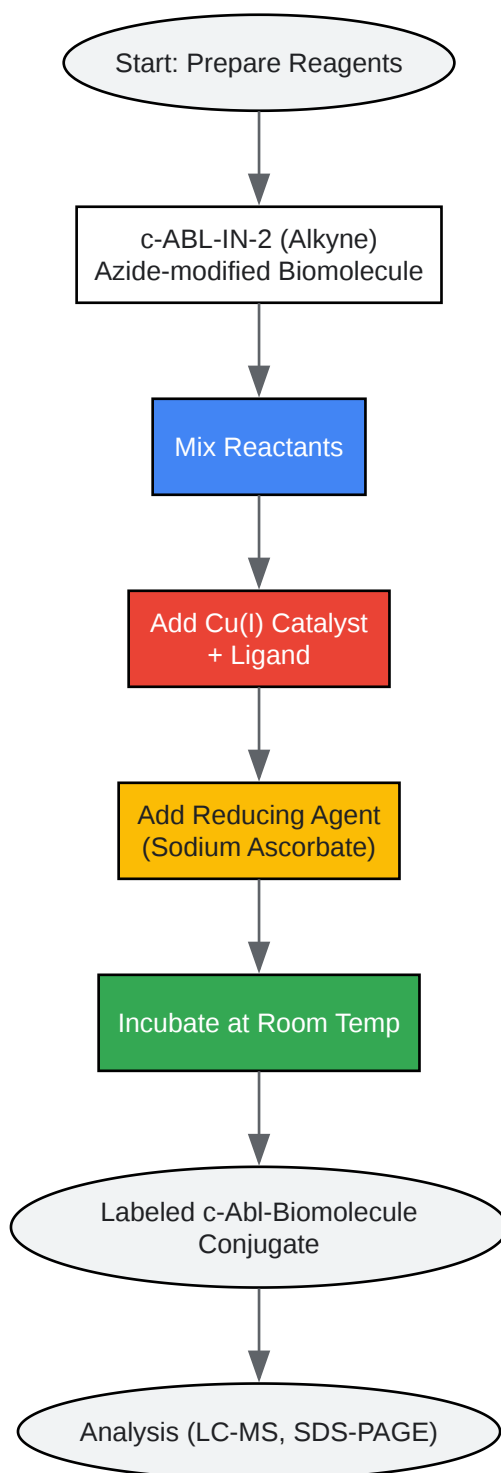 Start: Prepare Reagents
c-ABL-IN-2 (Alkyne)
Azide-modified Biomolecule
Mix Reactants
Add Cu(I) Catalyst
+ Ligand
Add Reducing Agent
(Sodium Ascorbate)
Incubate at Room Temp
Labeled c-Abl-Biomolecule
Conjugate
Analysis (LC-MS, SDS-PAGE)